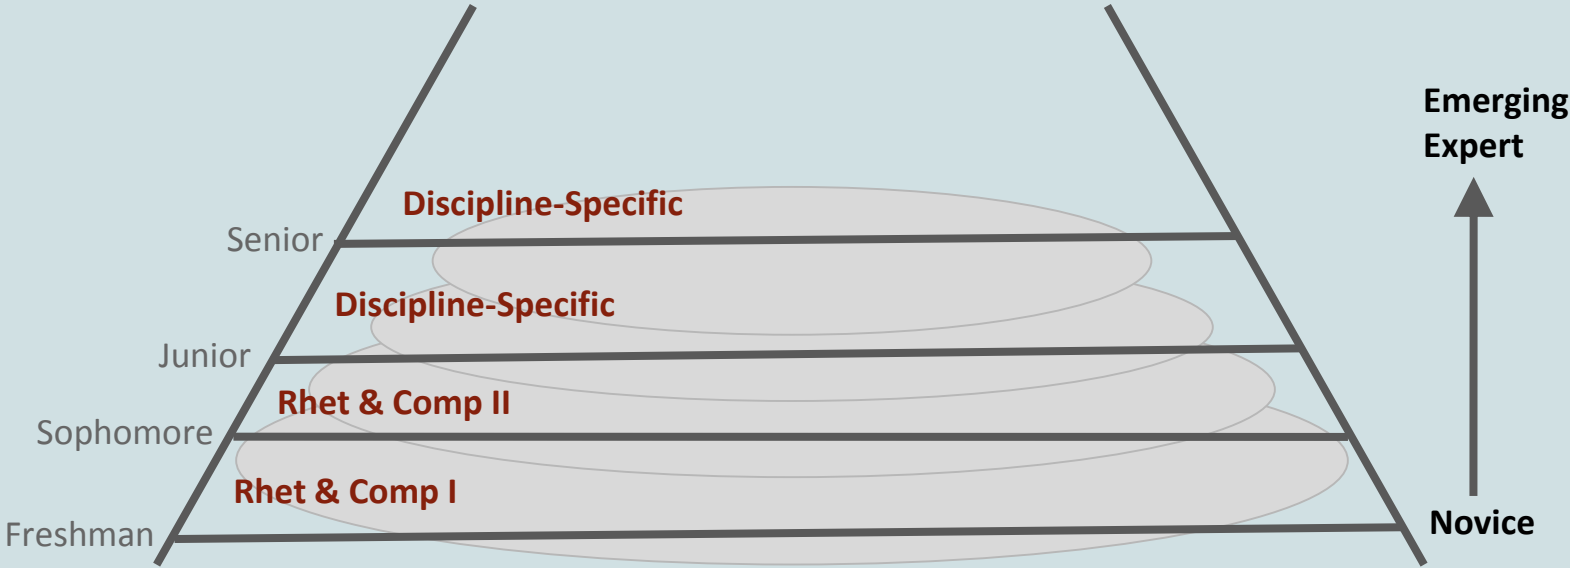 Emerging
Expert
Discipline-Specific
Senior
Discipline-Specific
Junior
Rhet & Comp II
Sophomore
Rhet & Comp I
Freshman
Novice